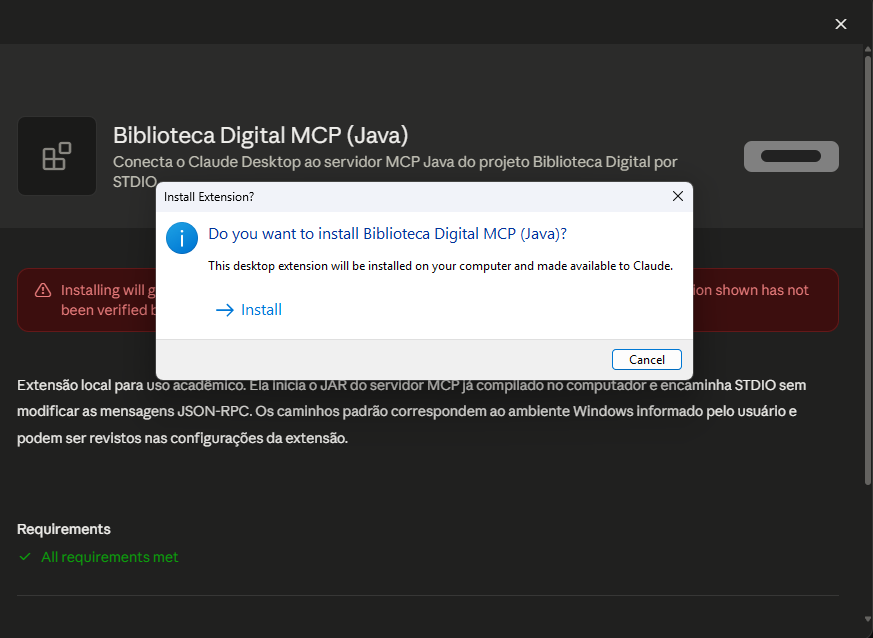 Biblioteca Digital MCP (Java)
Conecta o Claude Desktop ao servidor MCP Java do projeto Biblioteca Digital por
STDIO
Install Extension?
Do you want to install Biblioteca Digital MCP (Java)?
This desktop extension will be installed on your computer and made available to Claude.
Install
Cancel
Installing will ion shown has not
been verified
Extensão local para uso acadêmico. Ela inicia o JAR do servidor MCP já compilado no computador e encaminha STDIO sem
modificar as mensagens JSON-RPC. Os caminhos padrão correspondem ao ambiente Windows informado pelo usuário e
podem ser revistos nas configurações da extensão.
Requirements
All requirements met